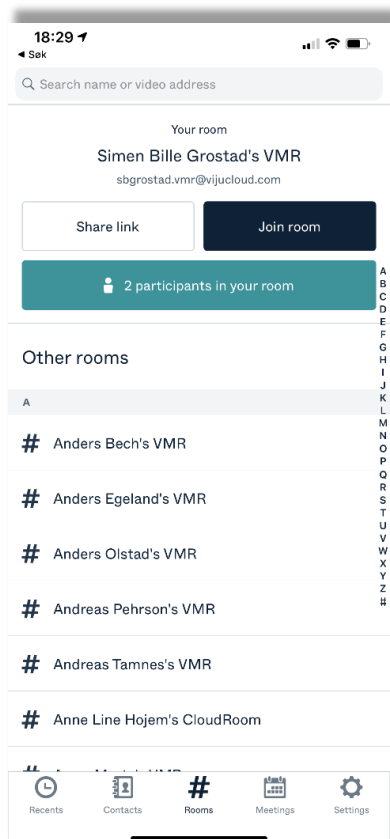 18:29
◀ Søk
Search name or video address
Your room
Simen Bille Grostad's VMR
sbgrostad.vmr@vijucloud.com
Share link
Join room
2 participants in your room
Other rooms
A
# Anders Bech's VMR
# Anders Egeland's VMR
# Anders Olstad's VMR
# Andreas Pehrson's VMR
# Andreas Tamnes's VMR
# Anne Line Hojem's CloudRoom
A
B
C
D
E
F
G
H
I
J
K
L
M
N
O
P
Q
R
S
T
U
V
W
X
Y
Z
#
Recents
Contacts
# Rooms
Meetings
Settings